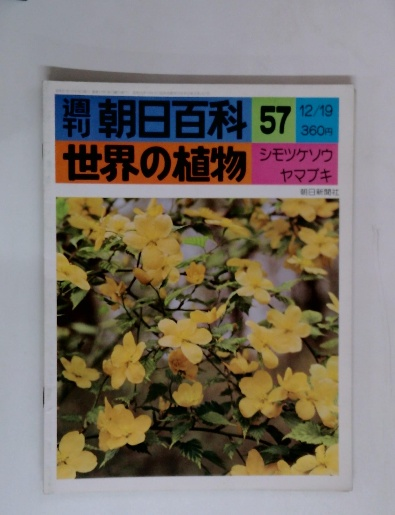 週刊 朝日百科 57 12/19
360円
世界の植物 シモツケソウ
ヤマブキ
朝日新聞社